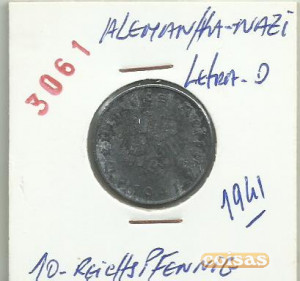 ALEMANHA-NAZI
3061
LETRA-D
1941
10-REICHSPFENNIG
coisas